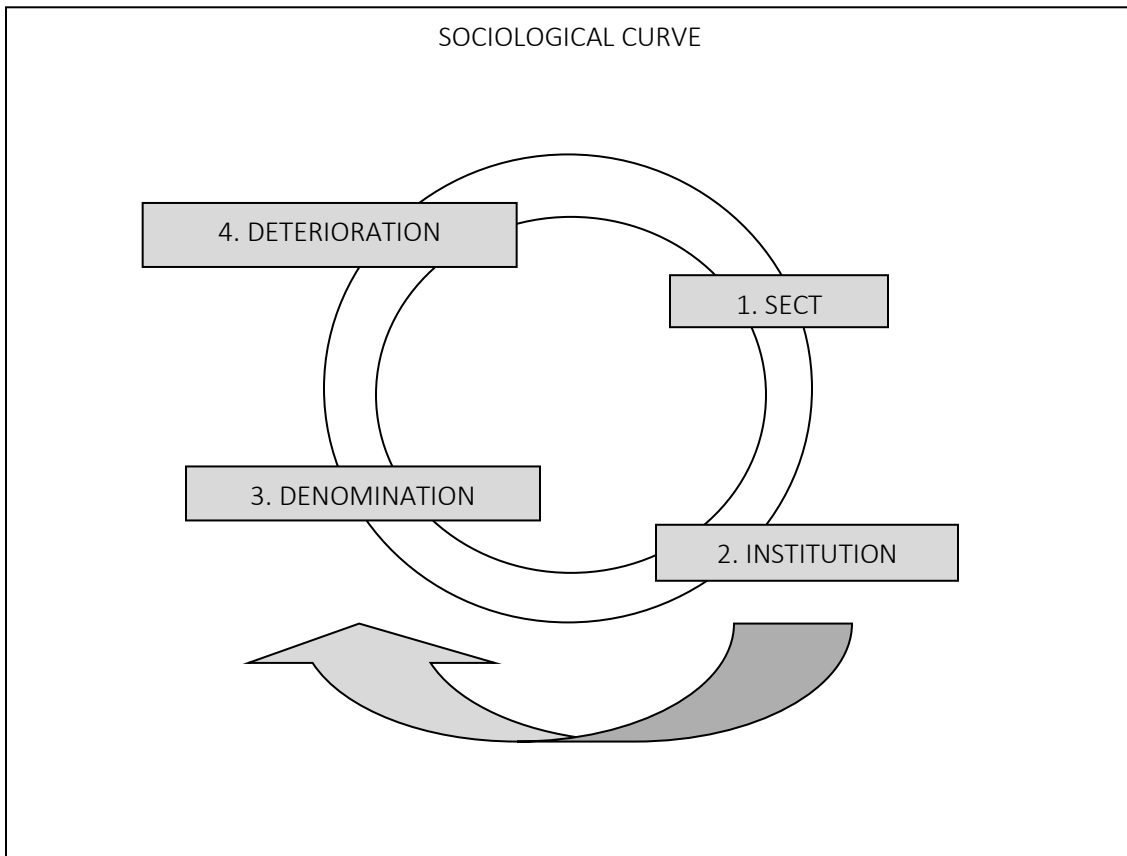 SOCIOLOGICAL CURVE
4. DETERIORATION
1. SECT
3. DENOMINATION
2. INSTITUTION